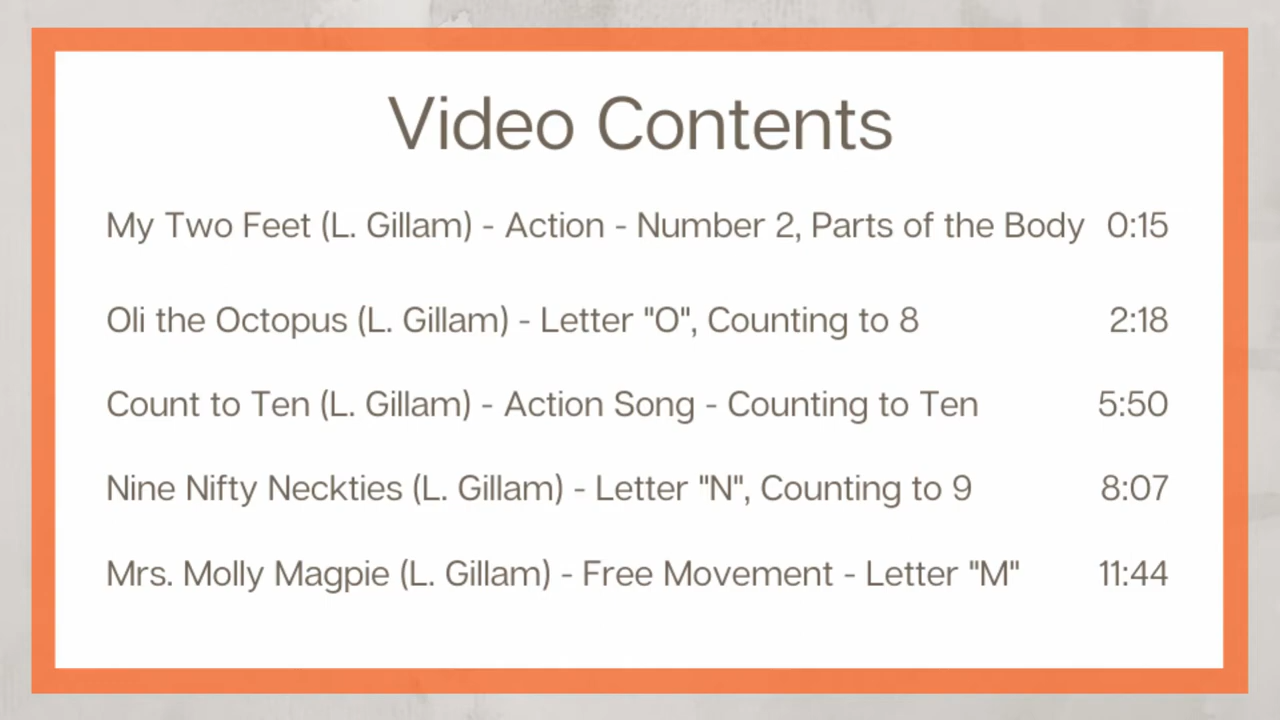 Video Contents
My Two Feet (L. Gillam) - Action - Number 2, Parts of the Body 0:15
Oli the Octopus (L. Gillam) - Letter "O", Counting to 8 2:18
Count to Ten (L. Gillam) - Action Song - Counting to Ten 5:50
Nine Nifty Neckties (L. Gillam) - Letter "N", Counting to 9 8:07
Mrs. Molly Magpie (L. Gillam) - Free Movement - Letter "M" 11:44